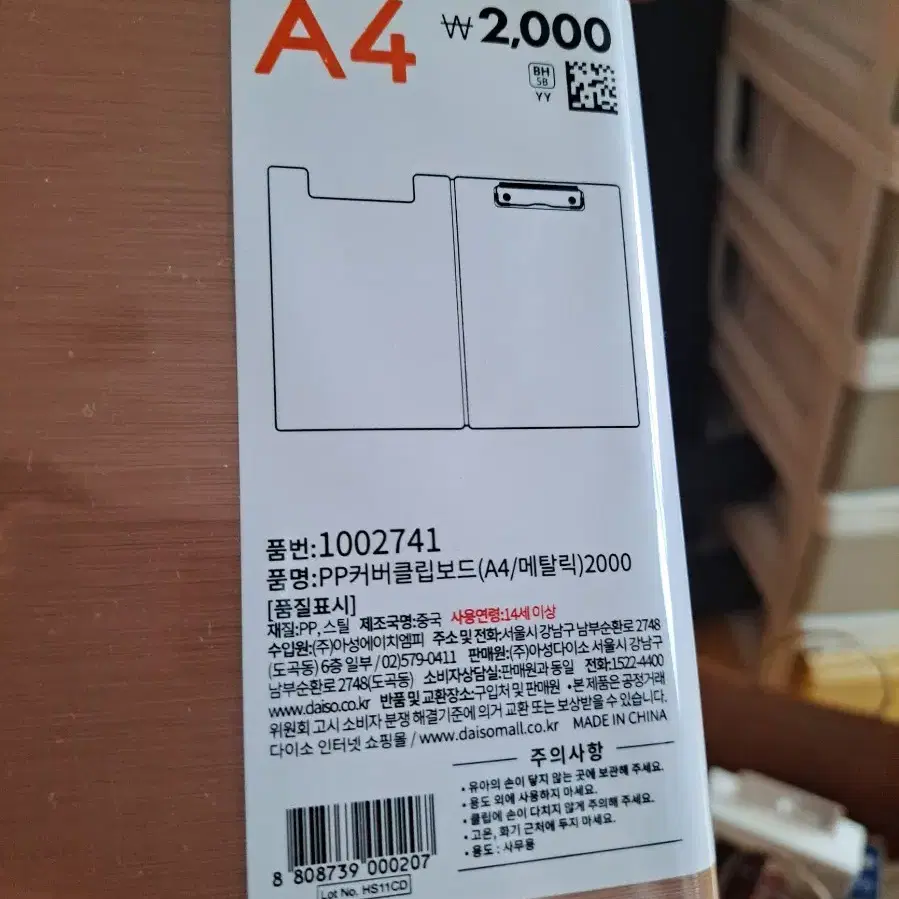 A4 ₩2,000
BH
SB
YY
품번:1002741
품명:PP커버클립보드(A4/메탈릭)2000
[품질표시]
재질:PP, 스틸 제조국명:중국 사용연령:14세 이상
수입원:(주)아성에이치엠피 주소 및 전화:서울시 강남구 남부순환로 2748
(도곡동) 6층 일부 / 02)579-0411 판매원:(주)아성다이소 서울시 강남구
남부순환로 2748(도곡동) 소비자상담실:판매원과 동일 전화:1522-4400
www.daiso.co.kr 반품 및 교환장소:구입처 및 판매원 •본 제품은 공정거래
위원회 고시 소비자 분쟁 해결기준에 의거 교환 또는 보상받을 수 있습니다.
다이소 인터넷 쇼핑몰 / www.daisomall.co.kr MADE IN CHINA
주의사항
• 유아의 손이 닿지 않는 곳에 보관해 주세요.
• 용도 외에 사용하지 마세요.
• 클립에 손이 다치지 않게 주의해 주세요.
• 고온, 화기 근처에 두지 마세요.
• 용도 : 사무용
8 808739 000207
Lot No. HS11CD